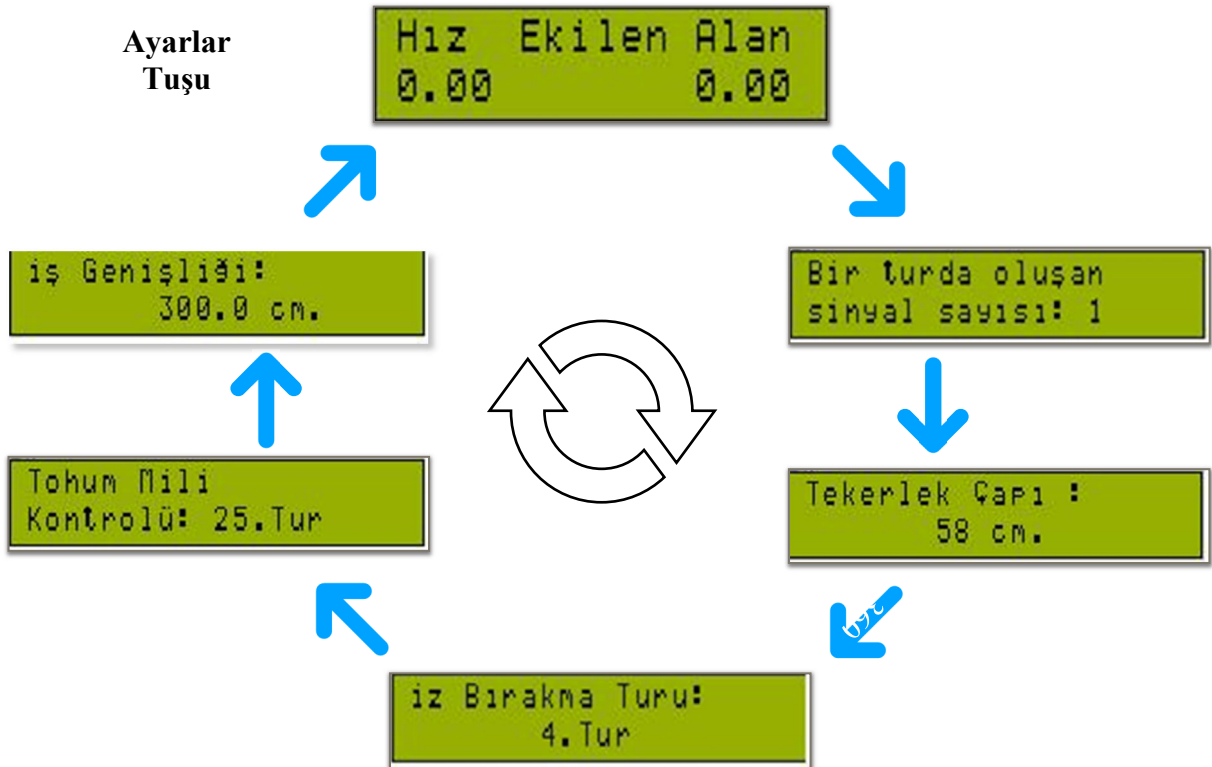 Ayarlar
Tuşu
Hız Ekilen Alan
0.00 0.00
Bir turda oluşan
sinyal sayısı: 1
Tekerlek Çapı :
58 cm.
iz Bırakma Turu:
4.Tur
Tohum Mili
Kontrolü: 25.Tur
iş Genişliği:
300.0 cm.